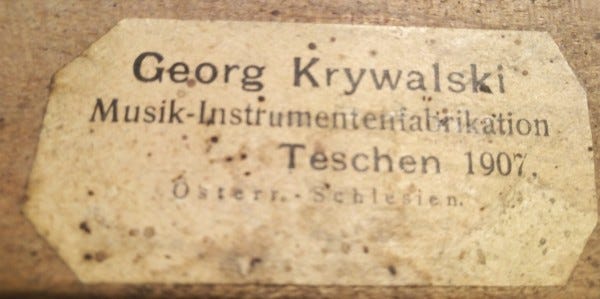 Georg Krywalski
Musik-Instrumentenfabrikation
Teschen 1907.
Österr.-Schlesien.